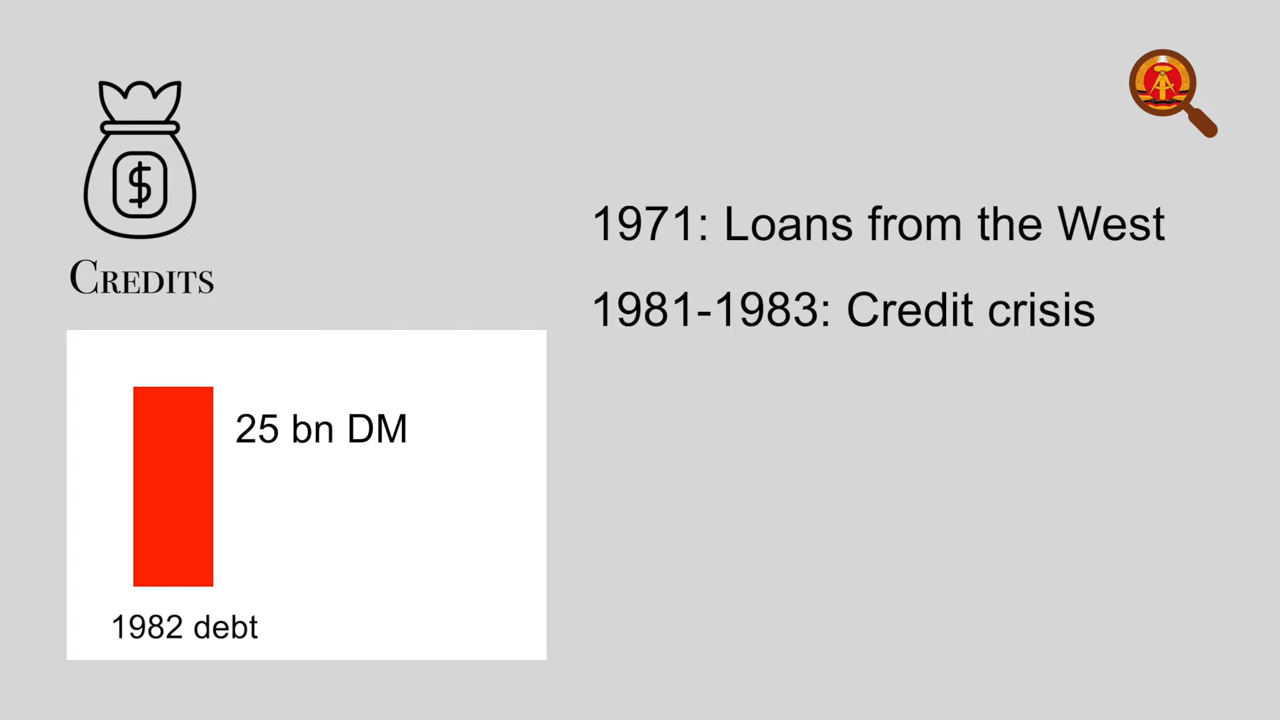 $
CREDITS
1971: Loans from the West
1981-1983: Credit crisis
25 bn DM
1982 debt